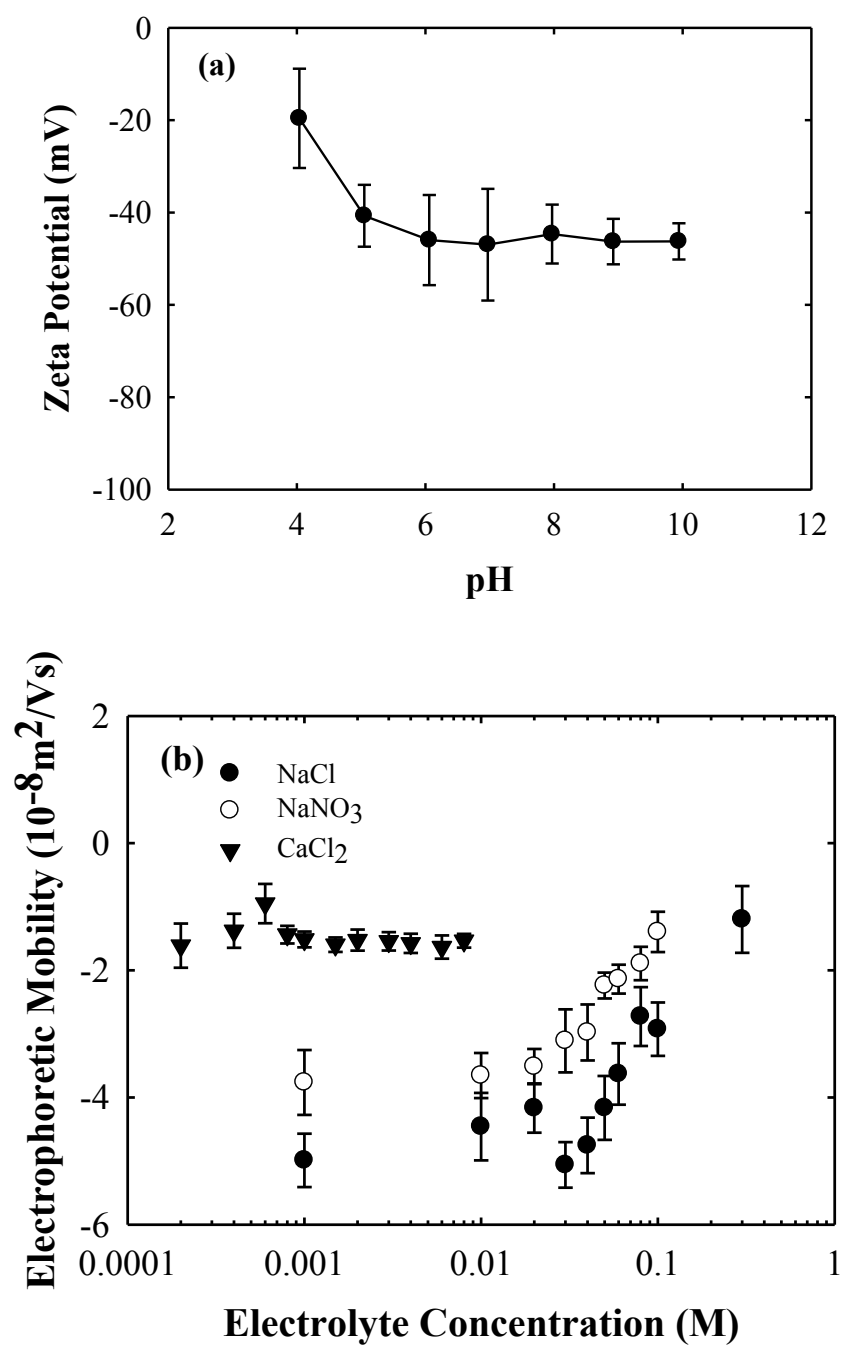 (a)
Zeta Potential (mV)
0
-20
-40
-60
-80
-100
2 4 6 8 10 12
pH
(b)
NaCl
NaNO3
CaCl2
Electrophoretic Mobility (10-8m2/Vs)
2
0
-2
-4
-6
0.0001 0.001 0.01 0.1 1
Electrolyte Concentration (M)